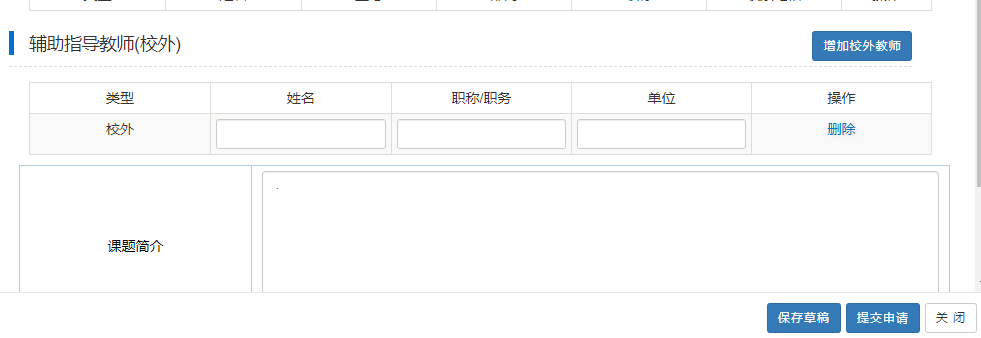 辅助指导教师(校外)
增加校外教师
类型 姓名 职称/职务 单位 操作
校外 删除
课题简介
.
保存草稿 提交申请 关 闭